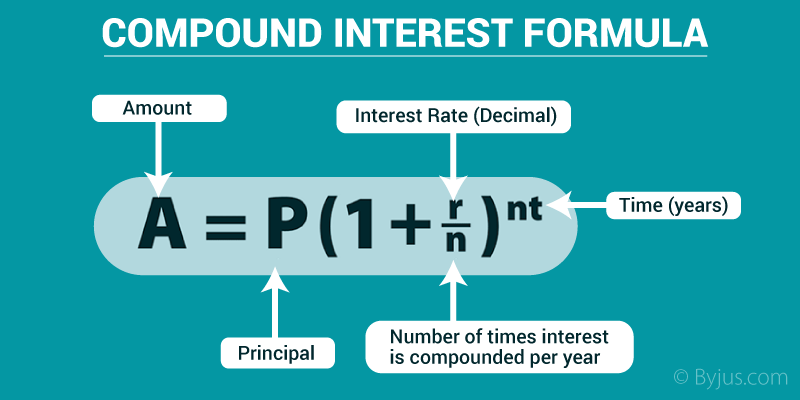 COMPOUND INTEREST FORMULA
Amount
Interest Rate (Decimal)
A = P(1 + r/n)^nt
Time (years)
Principal
Number of times interest
is compounded per year
© Byjus.com